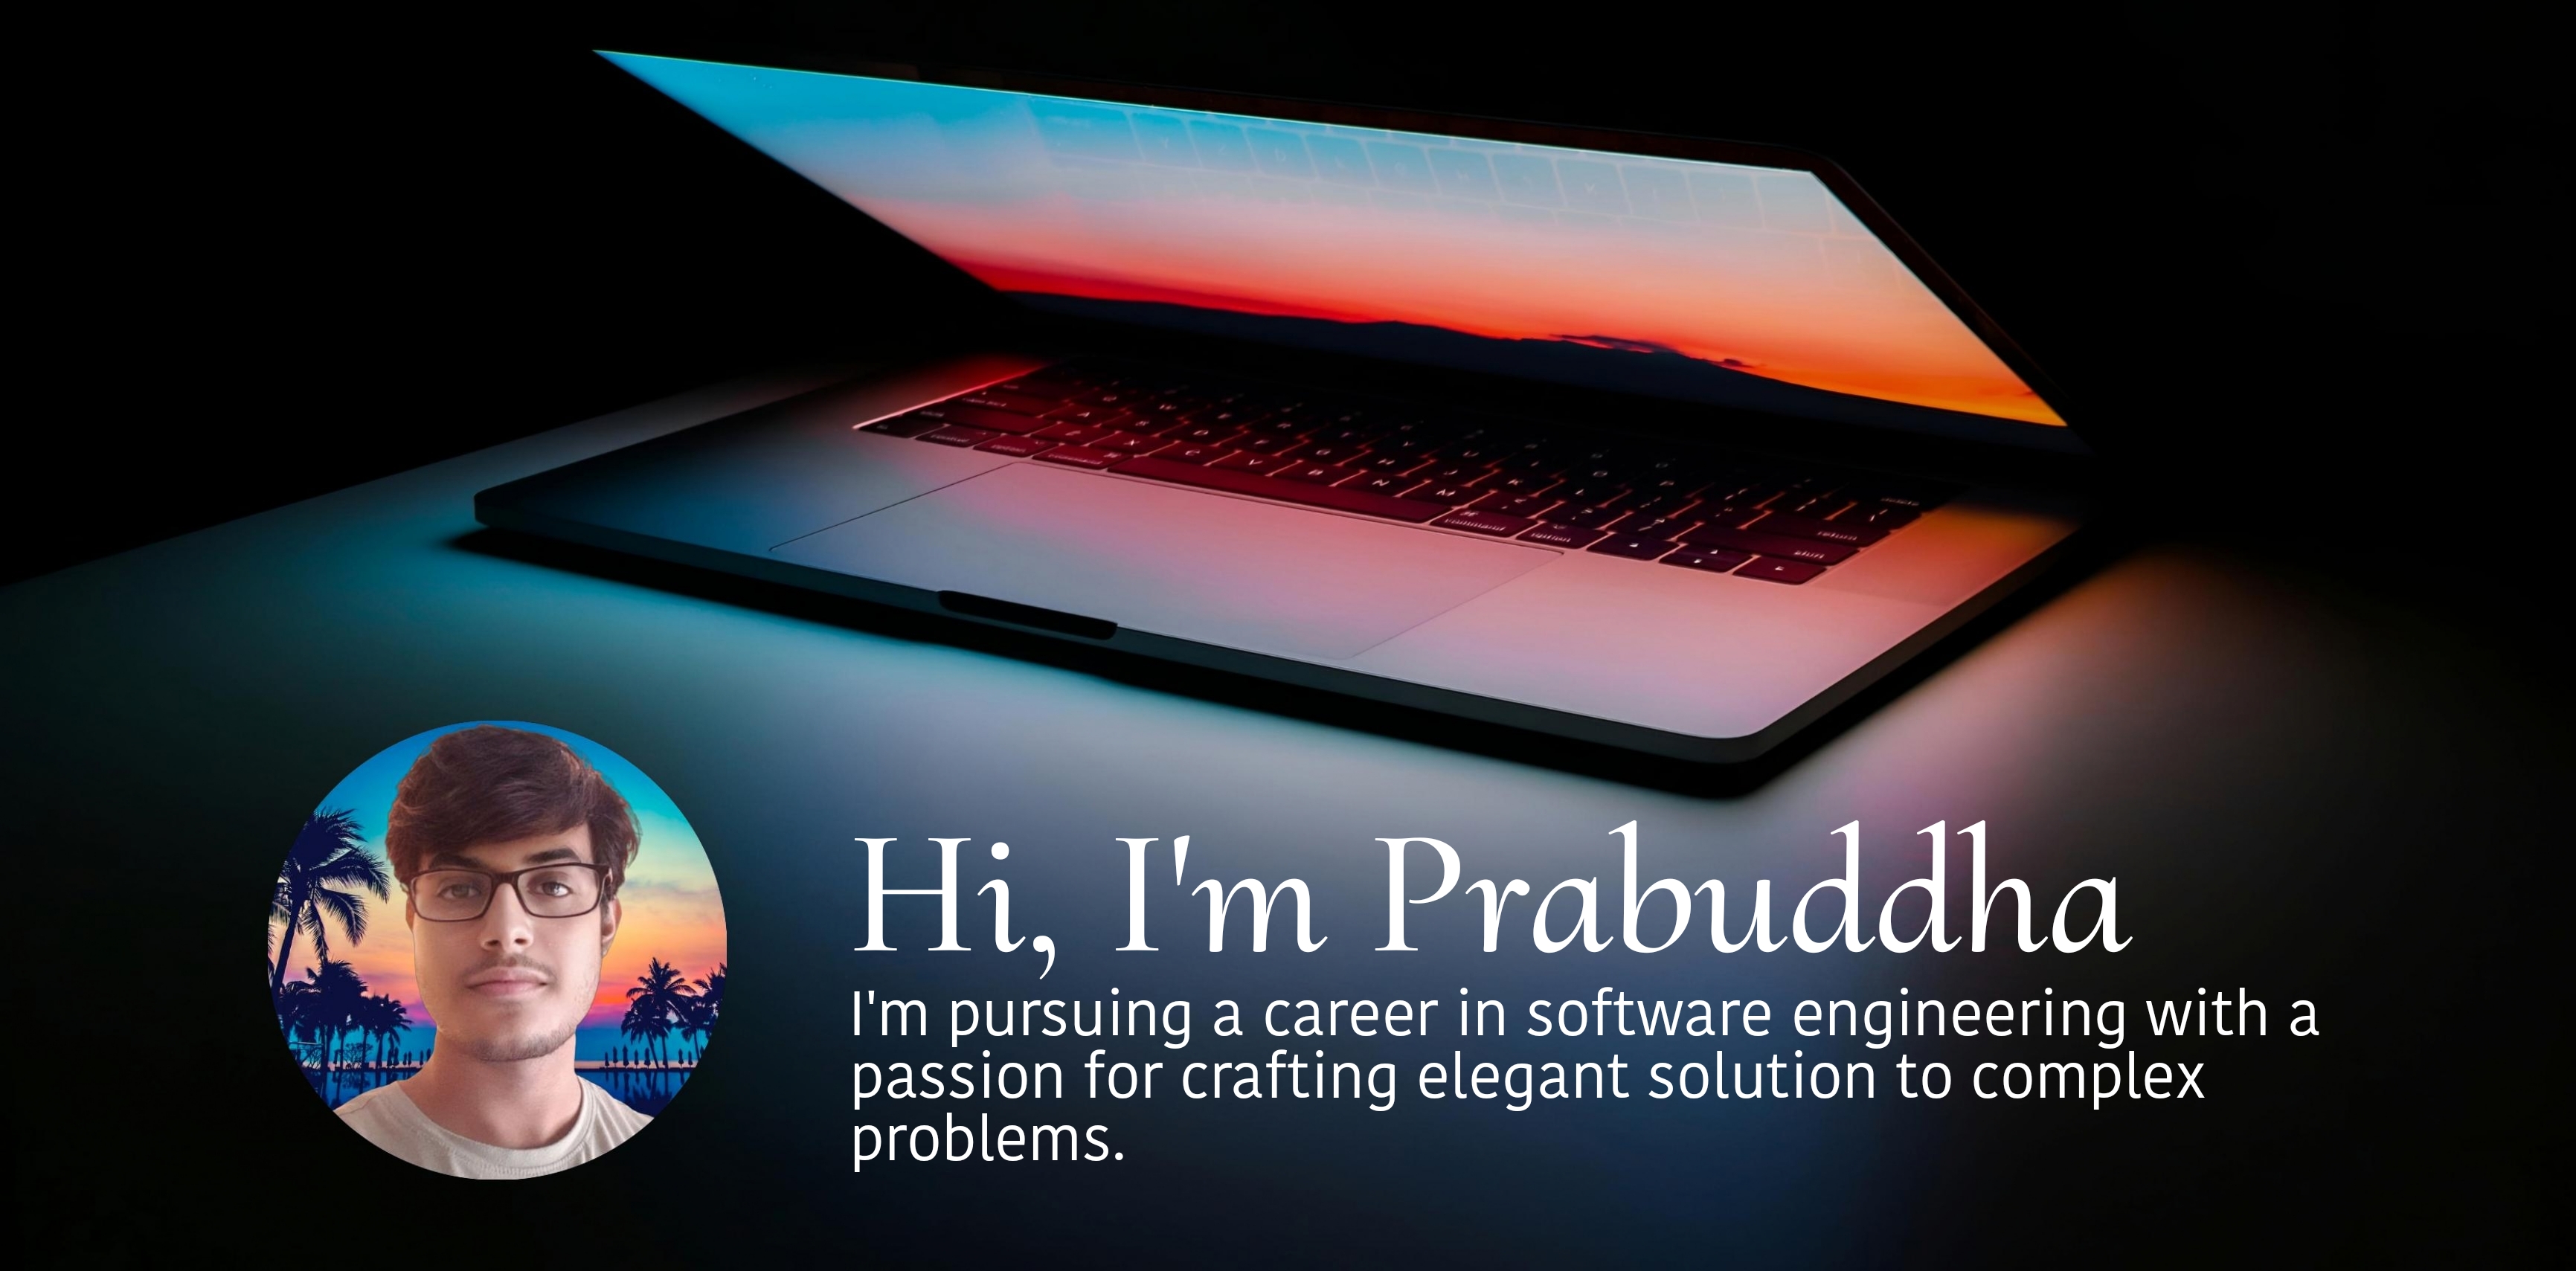 Hi, I'm Prabuddha
I'm pursuing a career in software engineering with a
passion for crafting elegant solution to complex
problems.